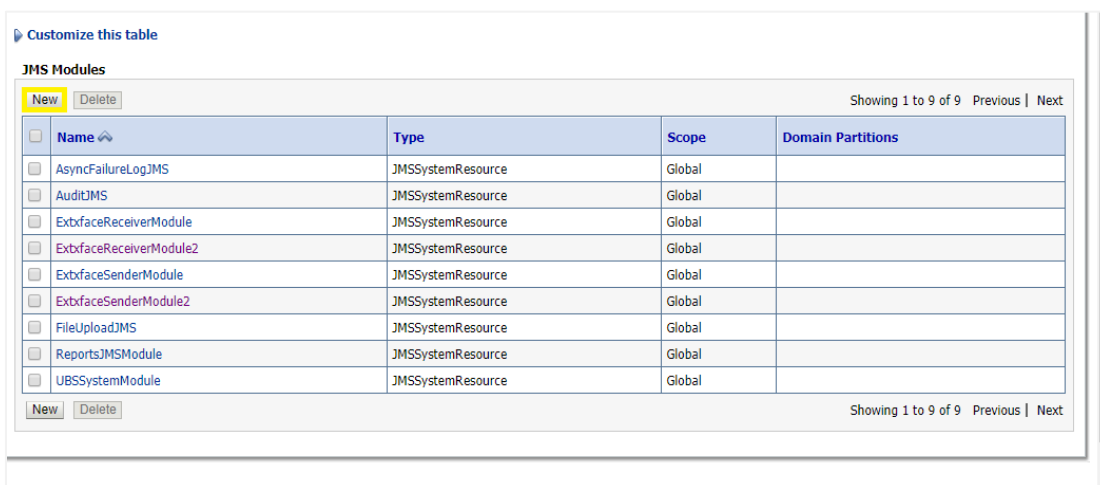 Customize this table
JMS Modules
New Delete Showing 1 to 9 of 9 Previous | Next
Name Type Scope Domain Partitions
AsyncFailureLogJMS JMSSystemResource Global
AuditJMS JMSSystemResource Global
ExtxfaceReceiverModule JMSSystemResource Global
ExtxfaceReceiverModule2 JMSSystemResource Global
ExtxfaceSenderModule JMSSystemResource Global
ExtxfaceSenderModule2 JMSSystemResource Global
FileUploadJMS JMSSystemResource Global
ReportsJMSModule JMSSystemResource Global
UBSSystemModule JMSSystemResource Global
New Delete Showing 1 to 9 of 9 Previous | Next